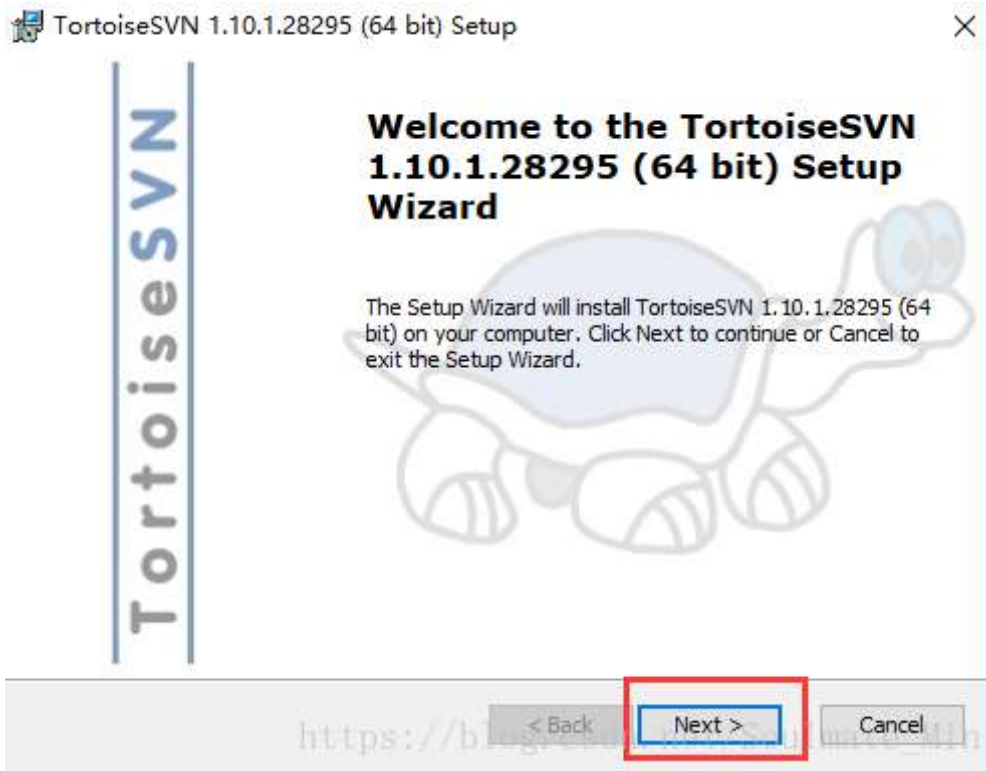 TortoiseSVN 1.10.1.28295 (64 bit) Setup
TortoiseSVN
Welcome to the TortoiseSVN
1.10.1.28295 (64 bit) Setup
Wizard
The Setup Wizard will install TortoiseSVN 1.10.1.28295 (64
bit) on your computer. Click Next to continue or Cancel to
exit the Setup Wizard.
< Back Next > Cancel